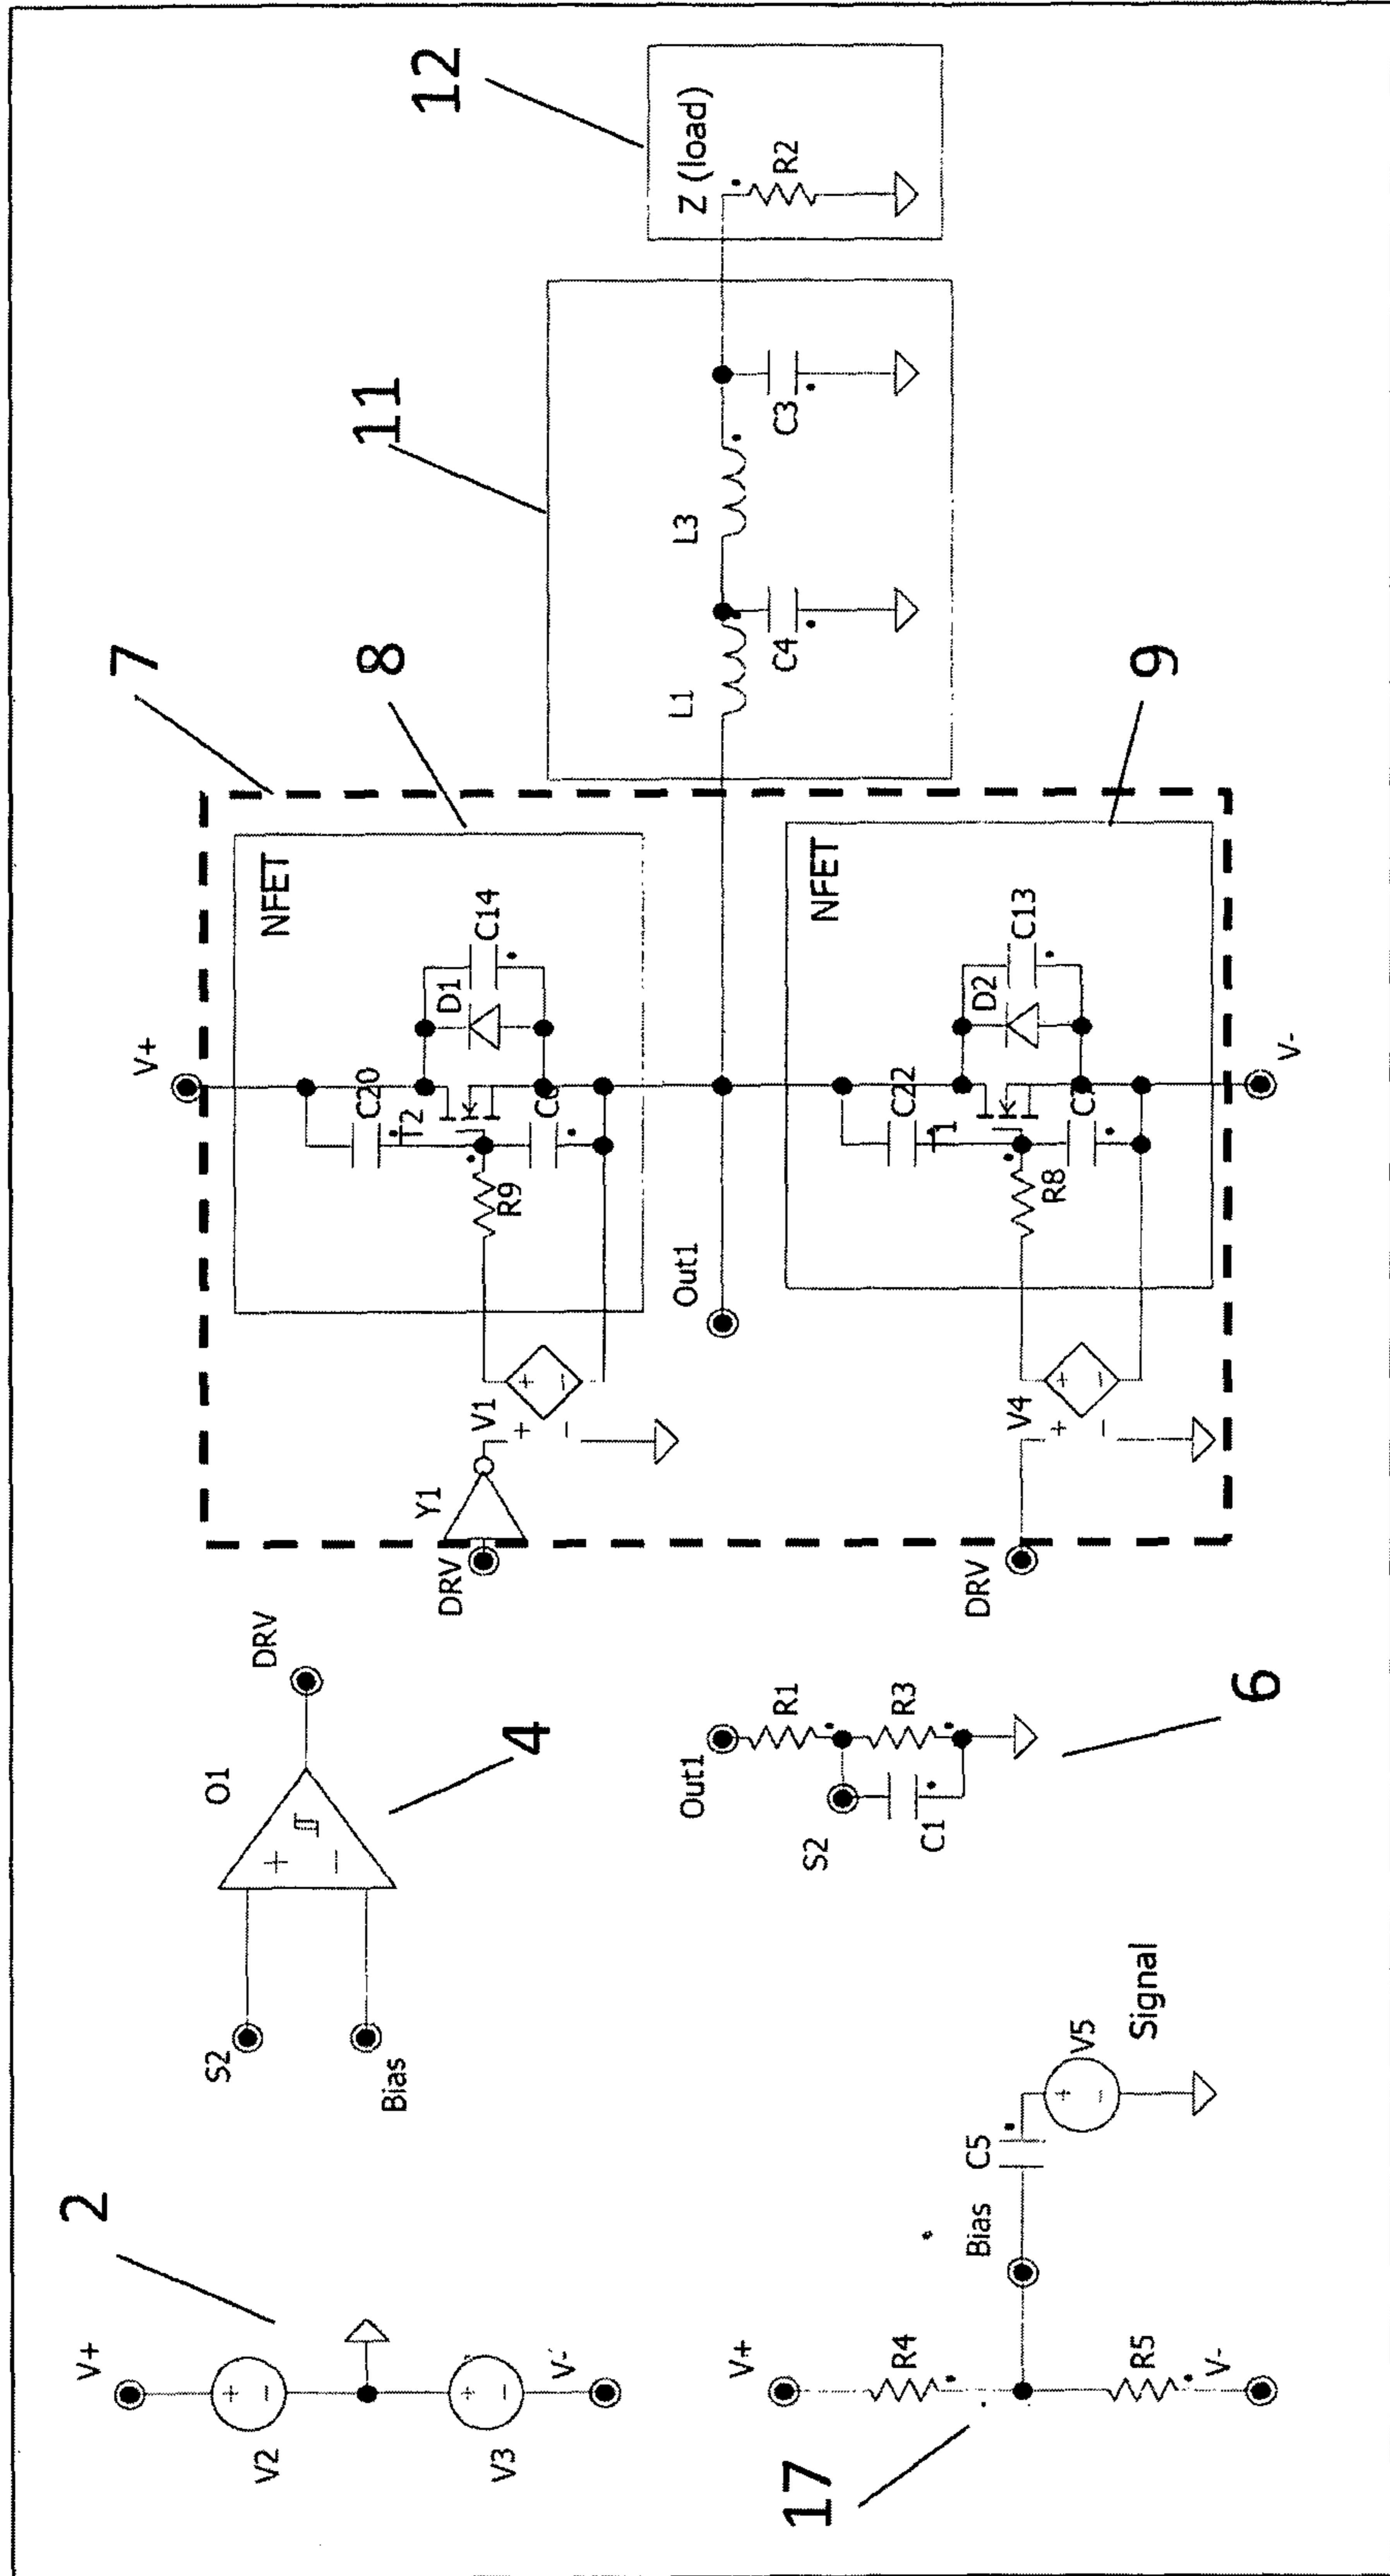 2
V+
V2
V3
V-
S2
Bias
O1
+
-
DRV
4
17
V+
R4
R5
V-
Bias
C5
V5
Signal
Out1
R1
S2
C1
R3
6
7
V+
DRV
Y1
V1
R9
C20
T2
D1
C14
NFET
8
Out1
DRV
V4
R8
C22
T1
D2
C13
NFET
9
V-
11
L1
C4
L3
C3
12
Z (load)
R2